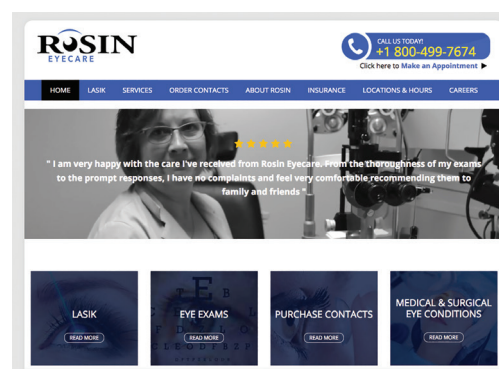 ROSIN
EYECARE
CALL US TODAY!
+1 800-499-7674
Click here to Make an Appointment ▶
HOME LASIK SERVICES ORDER CONTACTS ABOUT ROSIN INSURANCE LOCATIONS & HOURS CAREERS
" I am very happy with the care I've received from Rosin Eyecare. From the thoroughness of my exams
to the prompt responses, I have no complaints and feel very comfortable recommending them to
family and friends "
LASIK
READ MORE
EYE EXAMS
READ MORE
PURCHASE CONTACTS
READ MORE
MEDICAL & SURGICAL
EYE CONDITIONS
READ MORE